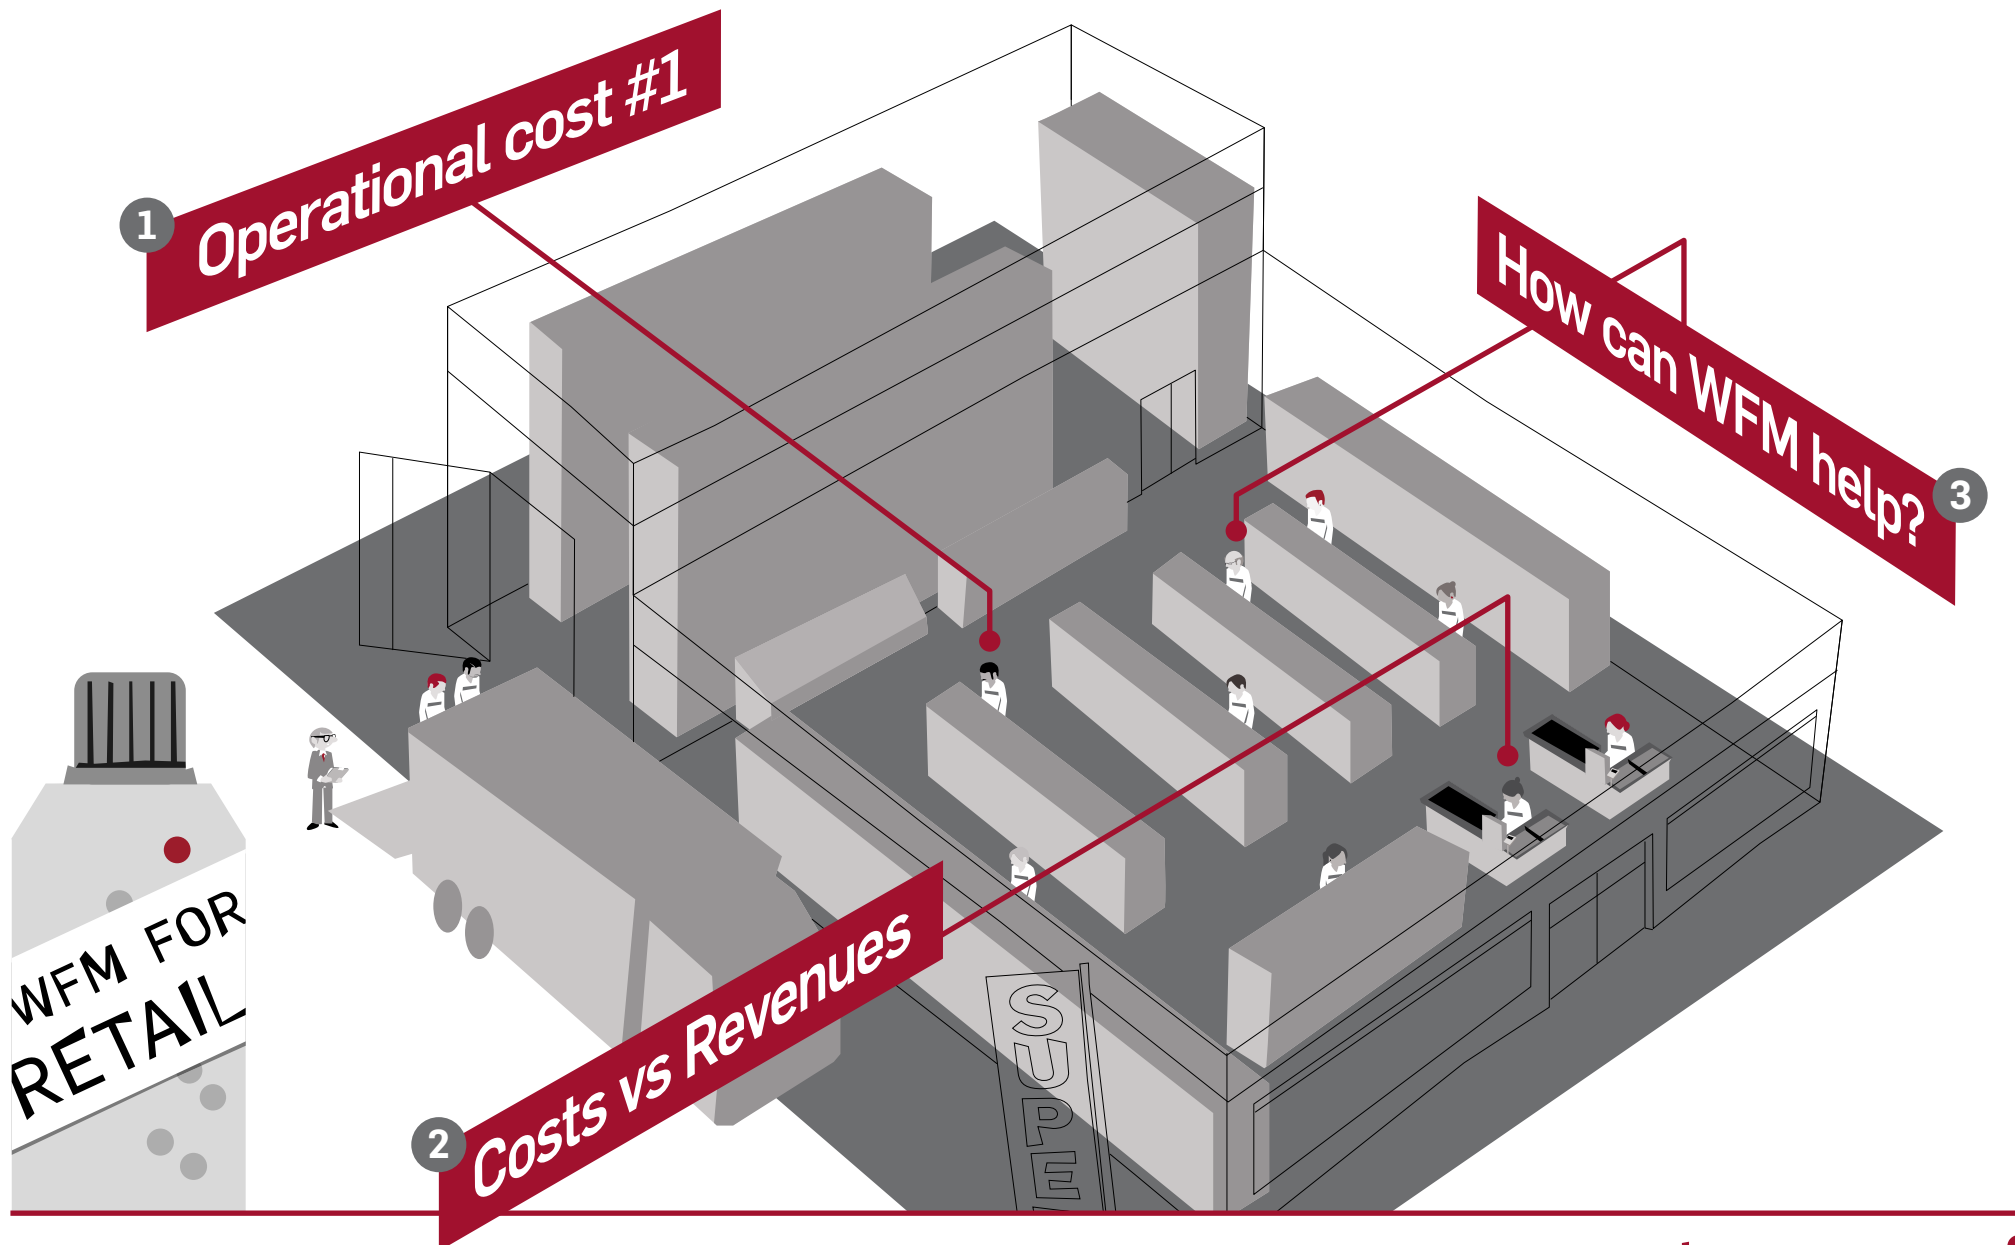 1
Operational cost #1
How can WFM help?
3
WFM FOR
RETAIL
2
Costs vs Revenues
SUPE